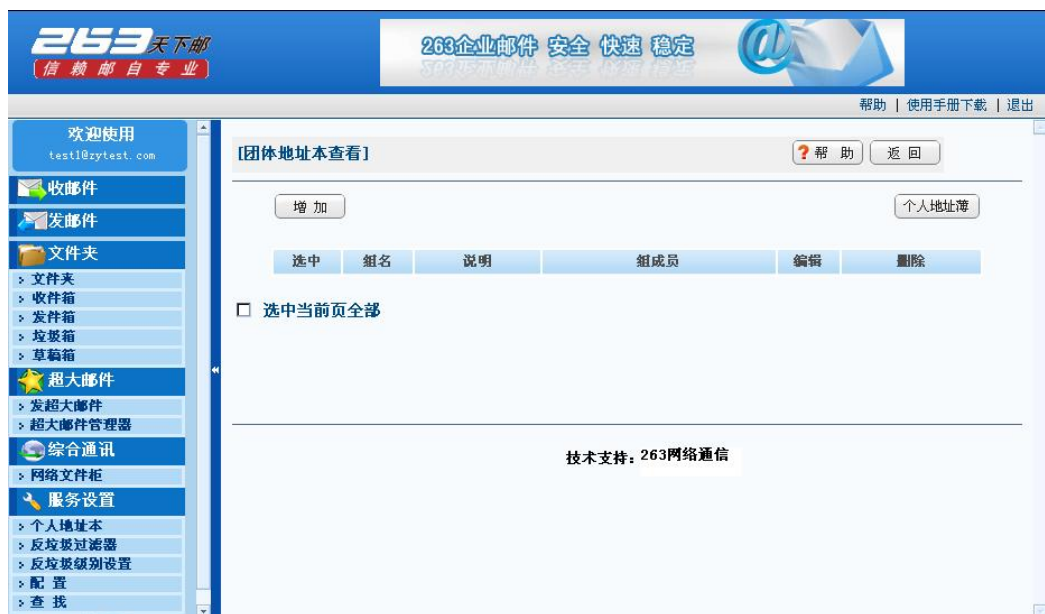 263天下邮
信赖邮自专业
263企业邮件 安全 快速 稳定
帮助 | 使用手册下载 | 退出
欢迎使用
test1@zytest.com
收邮件
发邮件
文件夹
文件夹
收件箱
发件箱
垃圾箱
草稿箱
超大邮件
发超大邮件
超大邮件管理器
综合通讯
网络文件柜
服务设置
个人地址本
反垃圾过滤器
反垃圾级别设置
配 置
查 找
[团体地址本查看]
?帮 助 返 回
增 加 个人地址薄
选中 组名 说明 组成员 编辑 删除
选中当前页全部
技术支持：263网络通信